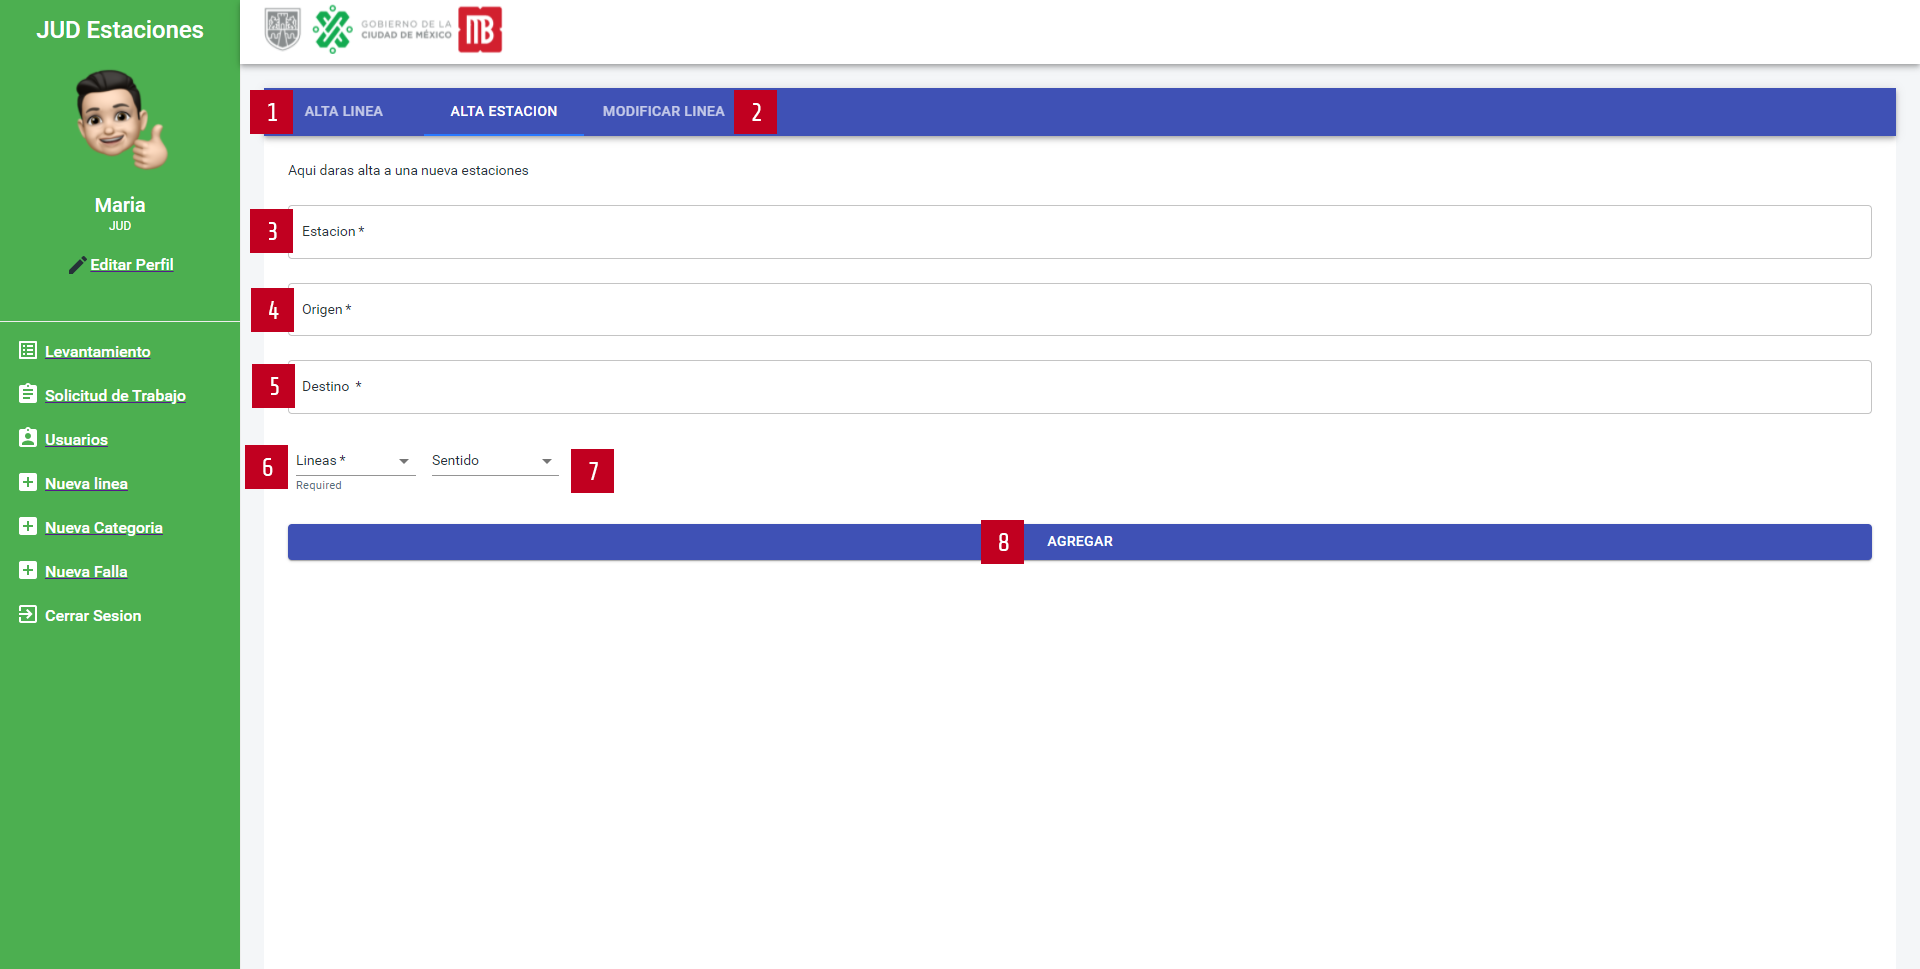 JUD Estaciones
Maria
JUD
Editar Perfil
Levantamiento
Solicitud de Trabajo
Usuarios
Nueva linea
Nueva Categoria
Nueva Falla
Cerrar Sesion
GOBIERNO DE LA
CIUDAD DE MÉXICO
MB
1 ALTA LINEA ALTA ESTACION MODIFICAR LINEA 2
Aqui daras alta a una nueva estaciones
3 Estacion *
4 Origen *
5 Destino *
6 Lineas * Sentido 7
Required
8 AGREGAR